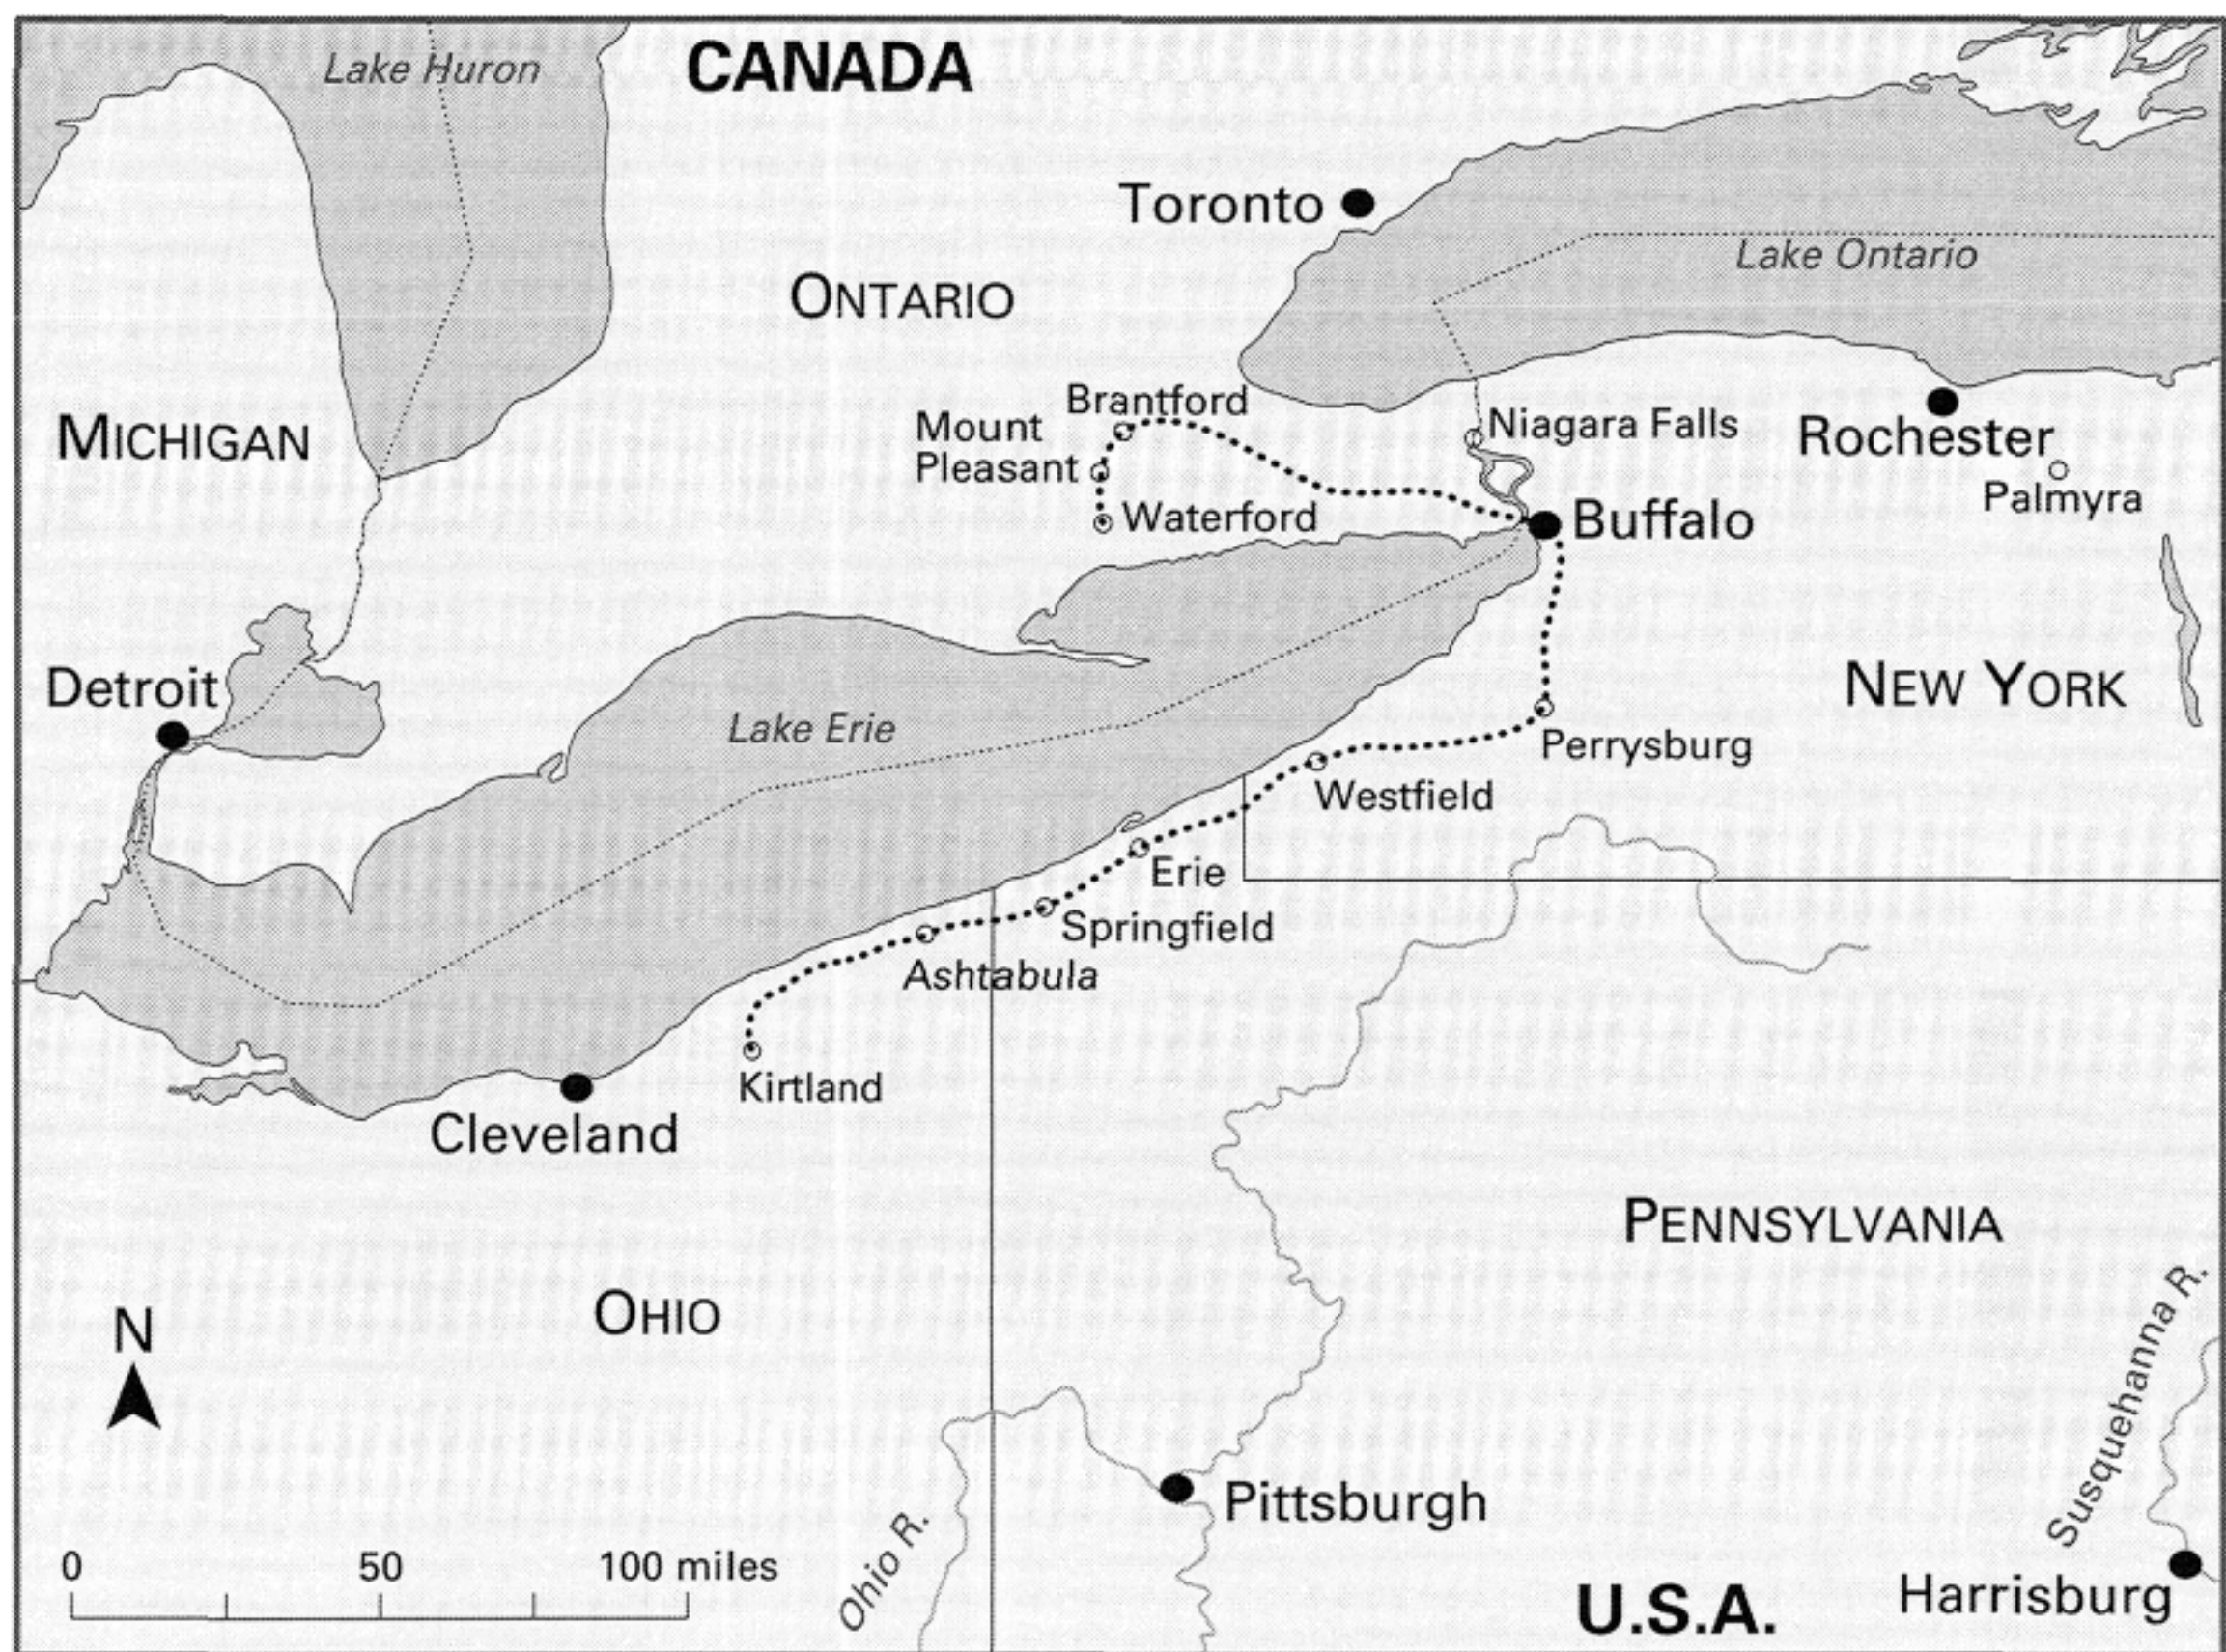 Lake Huron
CANADA
Toronto
Lake Ontario
ONTARIO
Brantford
Mount
Pleasant
Waterford
Niagara Falls
Rochester
Palmyra
MICHIGAN
Buffalo
Detroit
Lake Erie
NEW YORK
Perrysburg
Westfield
Erie
Springfield
Ashtabula
Kirtland
Cleveland
PENNSYLVANIA
OHIO
N
Susquehanna R.
Pittsburgh
Ohio R.
0 50 100 miles
U.S.A.
Harrisburg